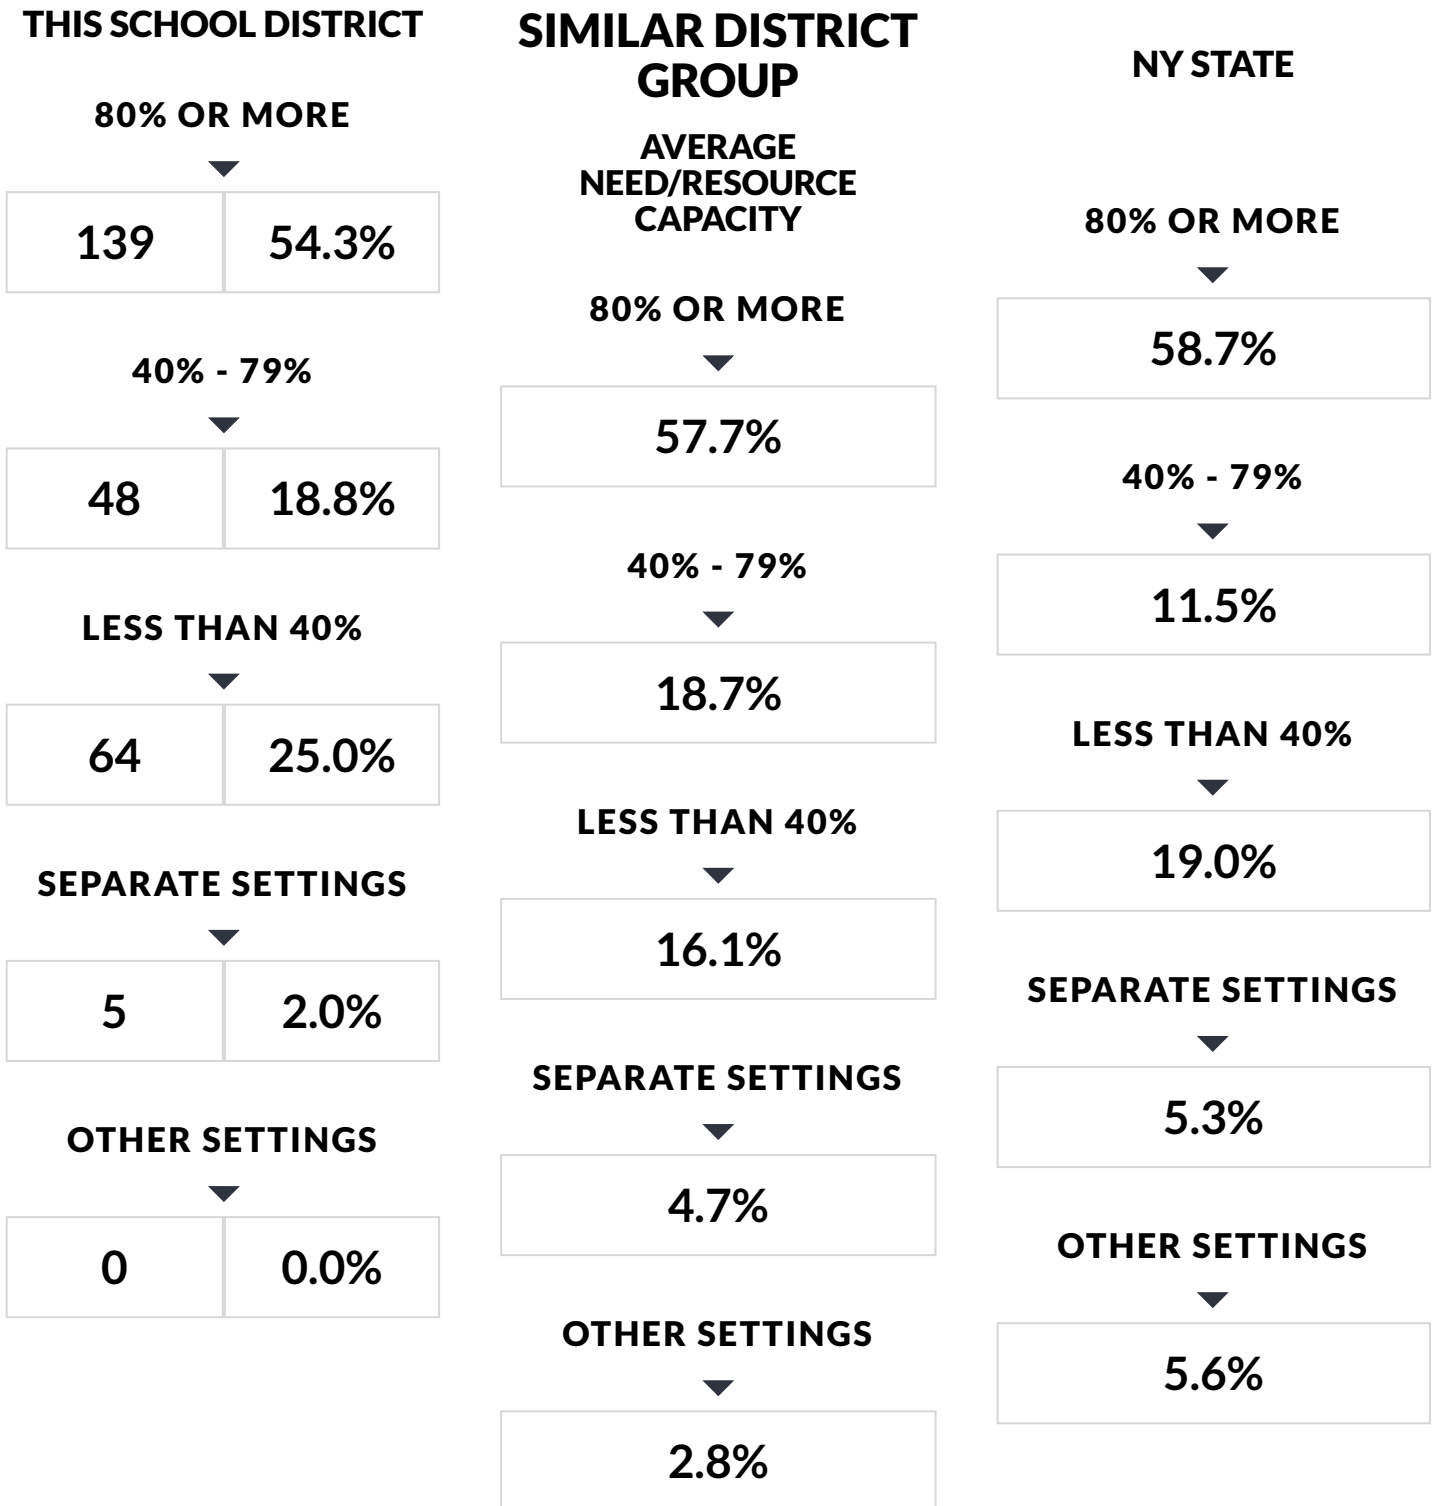 THIS SCHOOL DISTRICT
80% OR MORE
139 54.3%
40% - 79%
48 18.8%
LESS THAN 40%
64 25.0%
SEPARATE SETTINGS
5 2.0%
OTHER SETTINGS
0 0.0%
SIMILAR DISTRICT
GROUP
AVERAGE
NEED/RESOURCE
CAPACITY
80% OR MORE
57.7%
40% - 79%
18.7%
LESS THAN 40%
16.1%
SEPARATE SETTINGS
4.7%
OTHER SETTINGS
2.8%
NY STATE
80% OR MORE
58.7%
40% - 79%
11.5%
LESS THAN 40%
19.0%
SEPARATE SETTINGS
5.3%
OTHER SETTINGS
5.6%